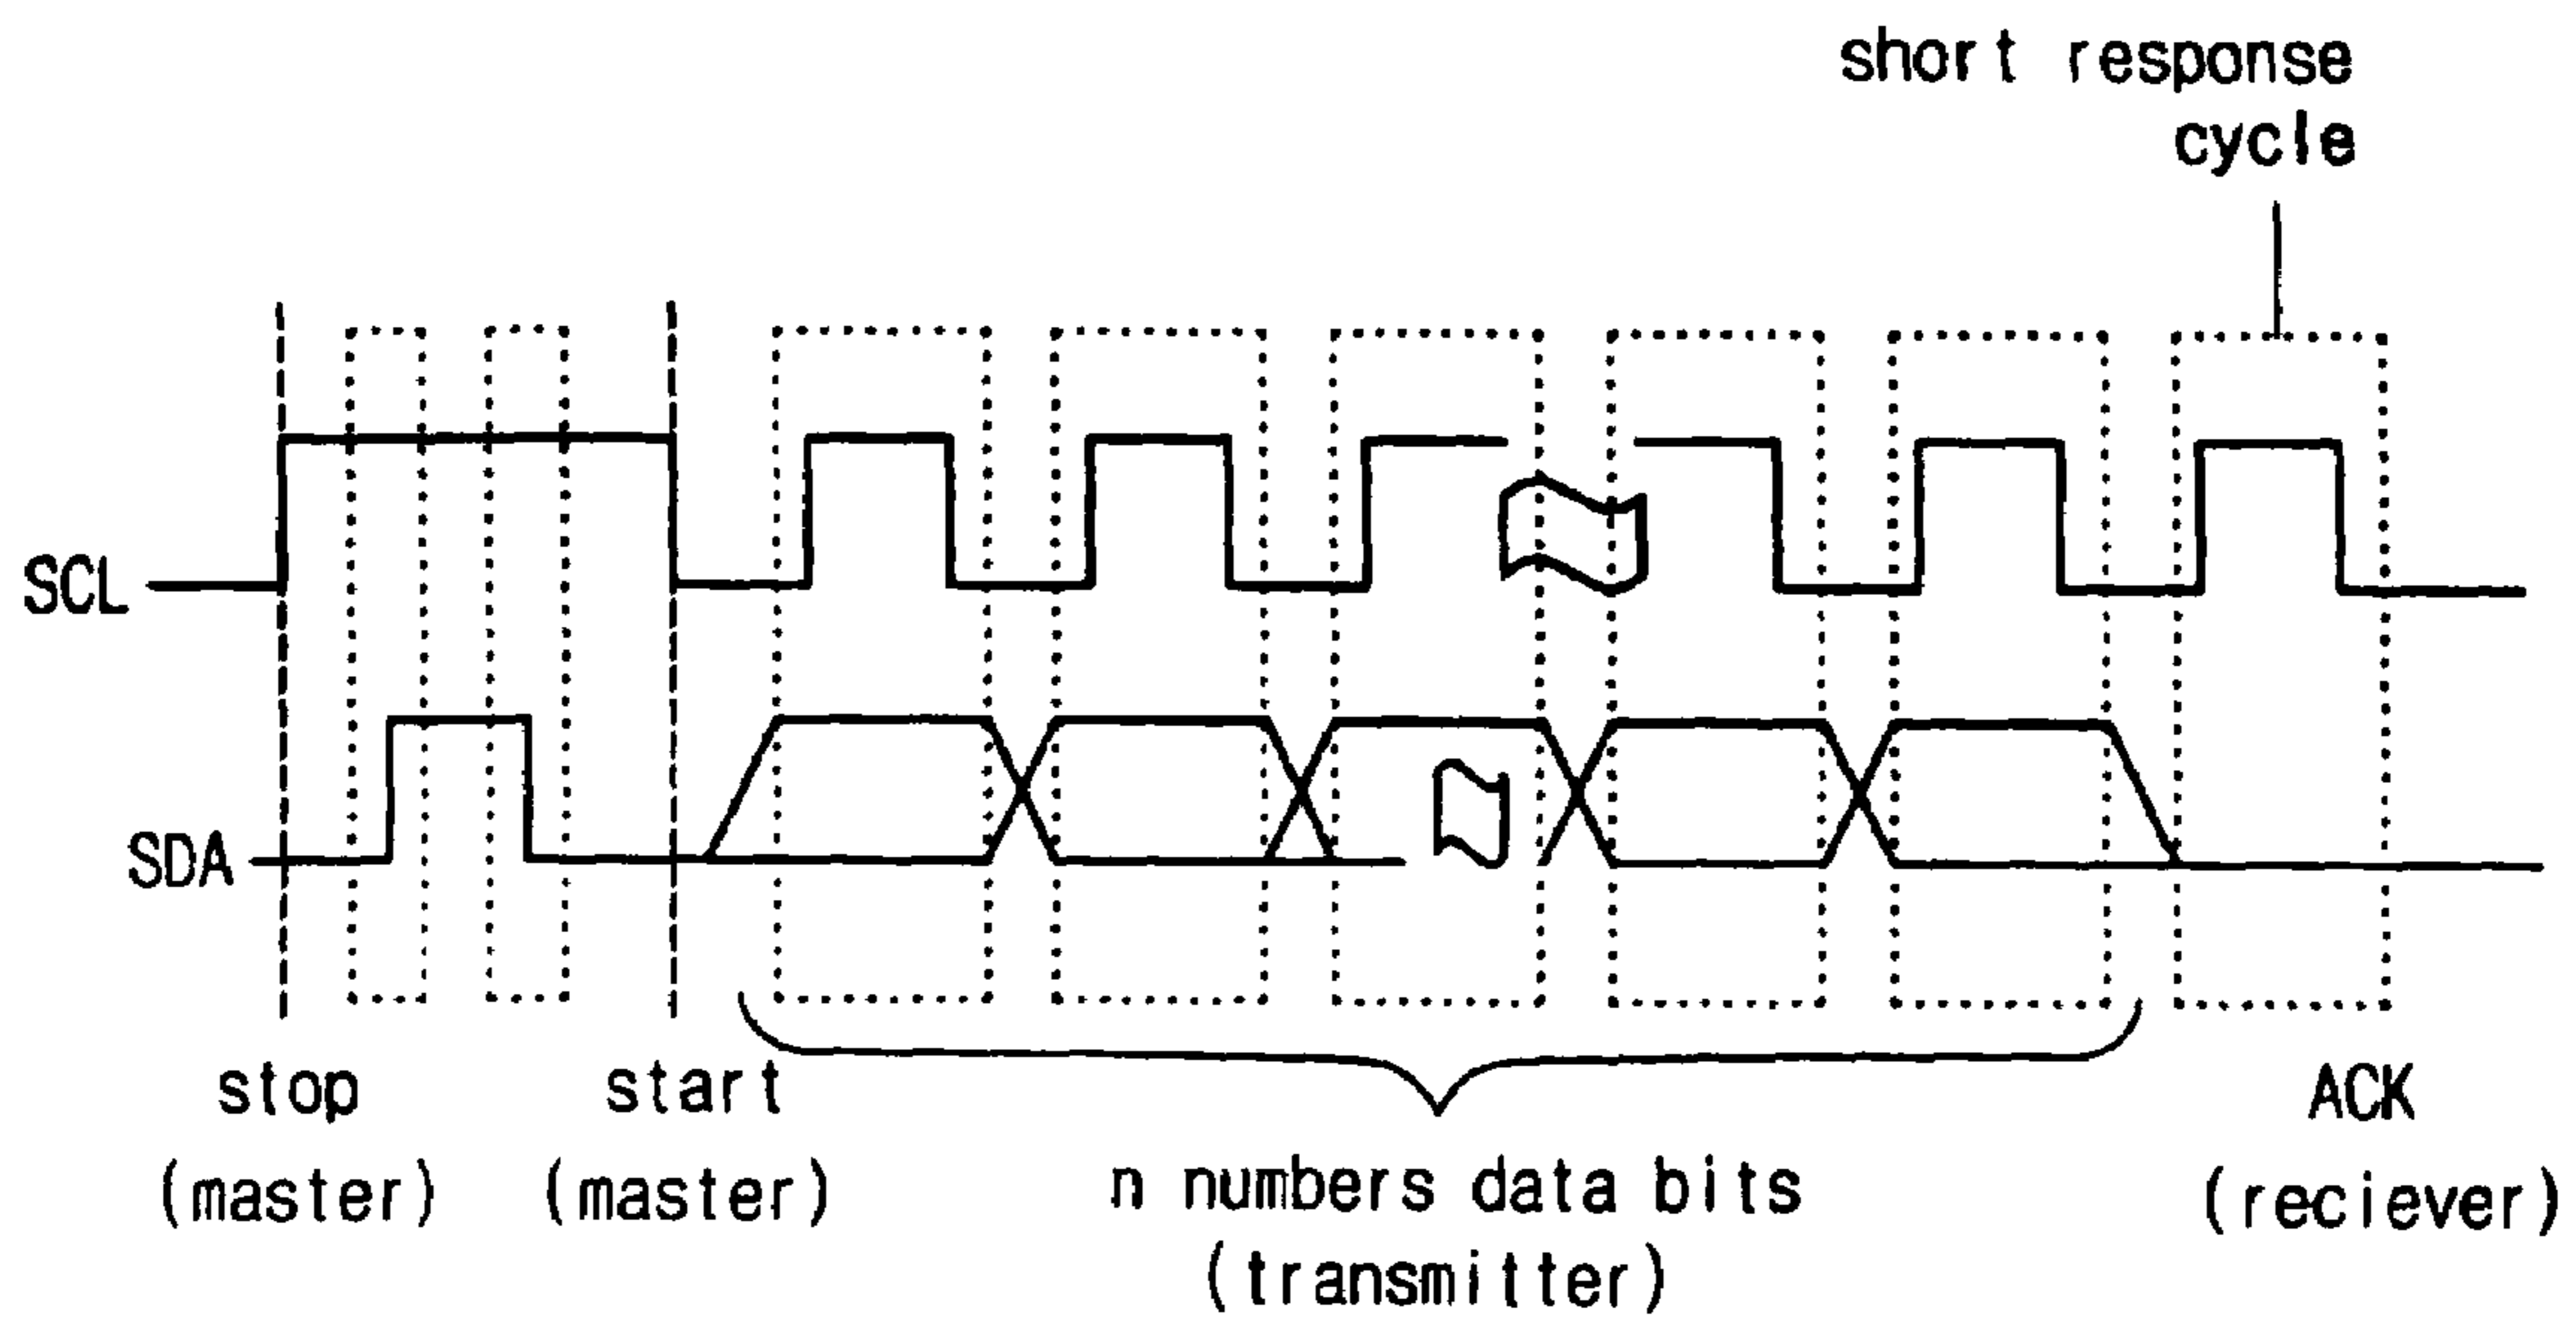 short response
cycle
SCL
SDA
stop
(master)
start
(master)
n numbers data bits
(transmitter)
ACK
(reciever)